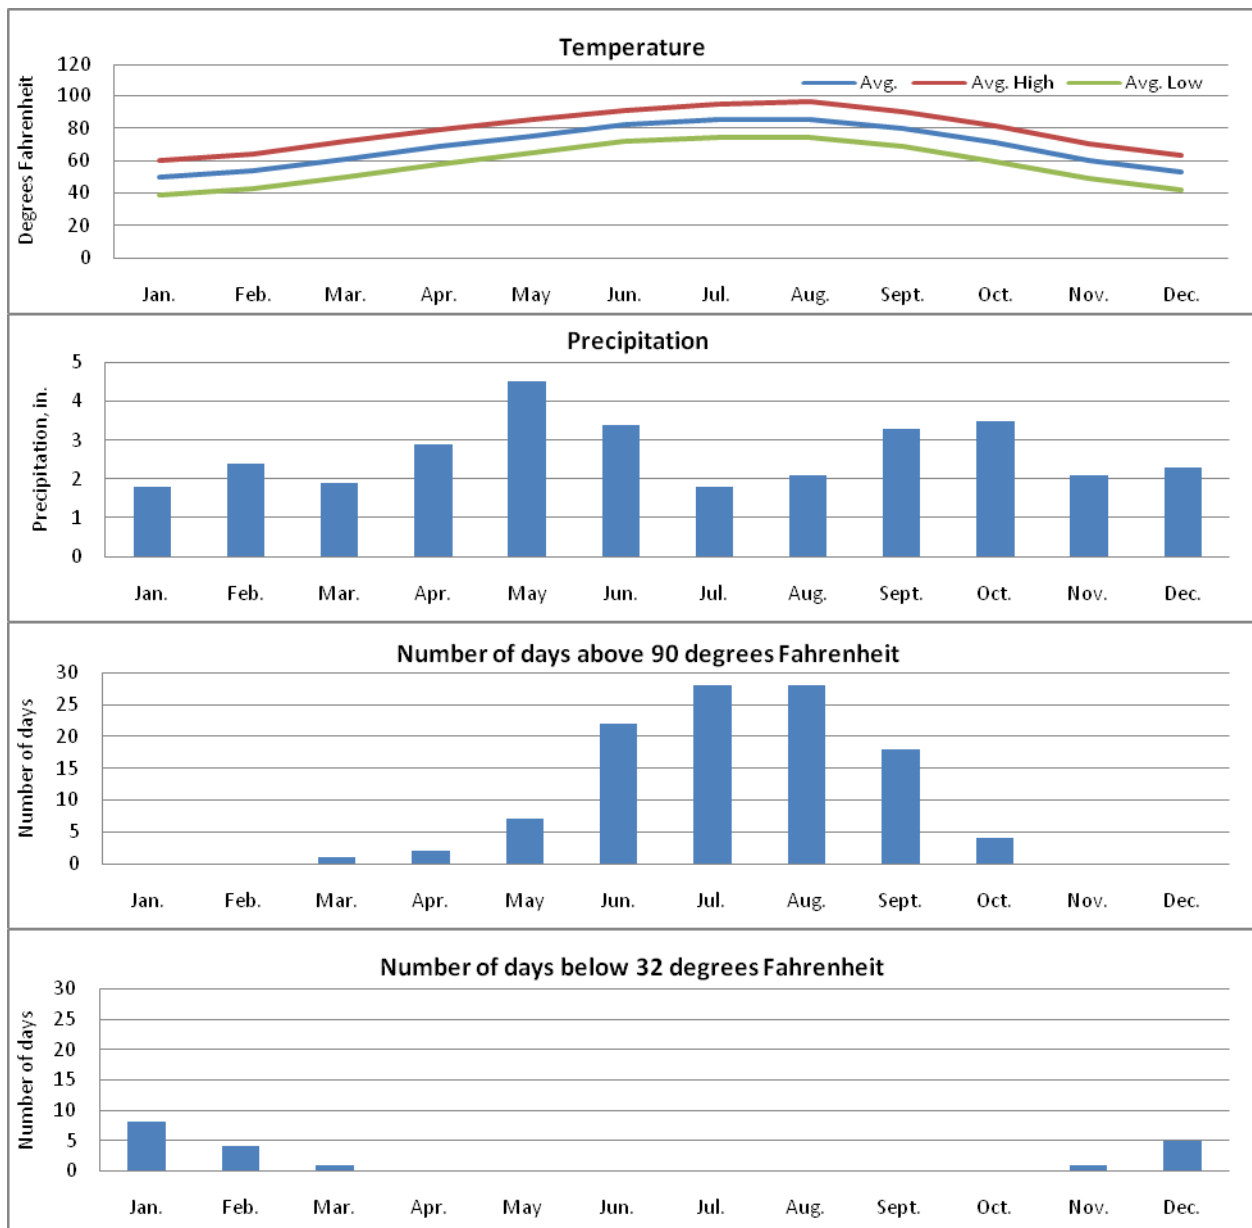 Temperature
Avg. Avg. High Avg. Low
Degrees Fahrenheit
120
100
80
60
40
20
0
Jan. Feb. Mar. Apr. May Jun. Jul. Aug. Sept. Oct. Nov. Dec.
Precipitation
Precipitation, in.
5
4
3
2
1
0
Jan. Feb. Mar. Apr. May Jun. Jul. Aug. Sept. Oct. Nov. Dec.
Number of days above 90 degrees Fahrenheit
Number of days
30
25
20
15
10
5
0
Jan. Feb. Mar. Apr. May Jun. Jul. Aug. Sept. Oct. Nov. Dec.
Number of days below 32 degrees Fahrenheit
Number of days
30
25
20
15
10
5
0
Jan. Feb. Mar. Apr. May Jun. Jul. Aug. Sept. Oct. Nov. Dec.